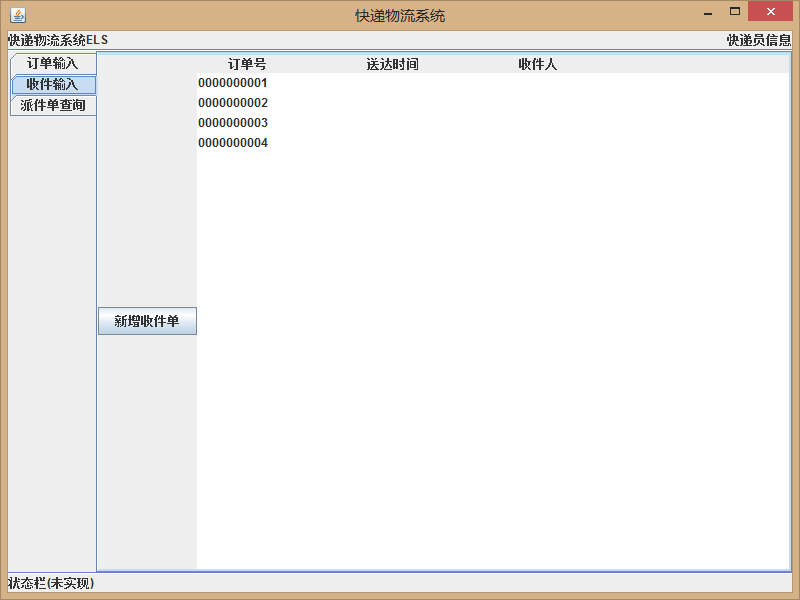 快递物流系统
快递物流系统ELS 快递员信息
订单输入
收件输入
派件单查询
订单号 送达时间 收件人
0000000001
0000000002
0000000003
0000000004
新增收件单
状态栏(未实现)